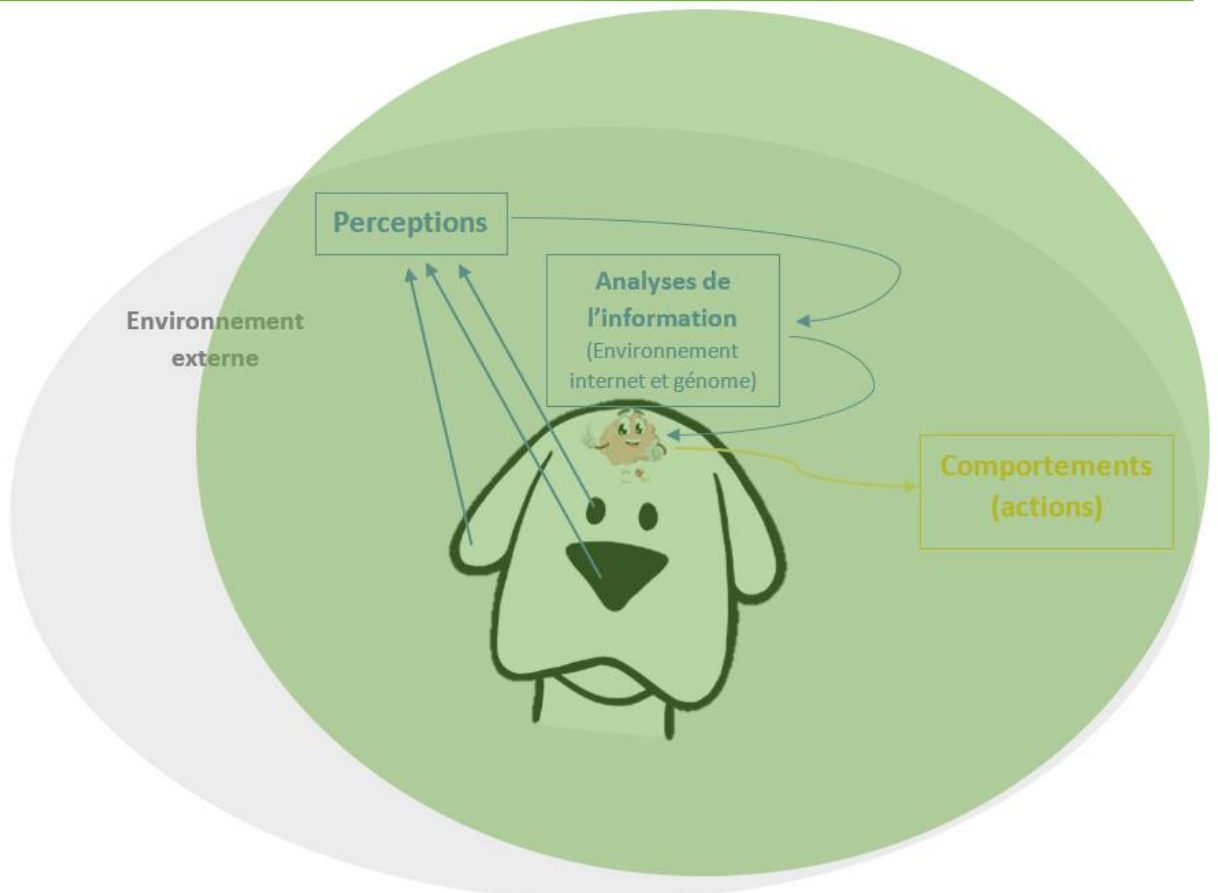 Perceptions
Analyses de
l'information
(Environnement
internet et génome)
Environnement
externe
Comportements
(actions)